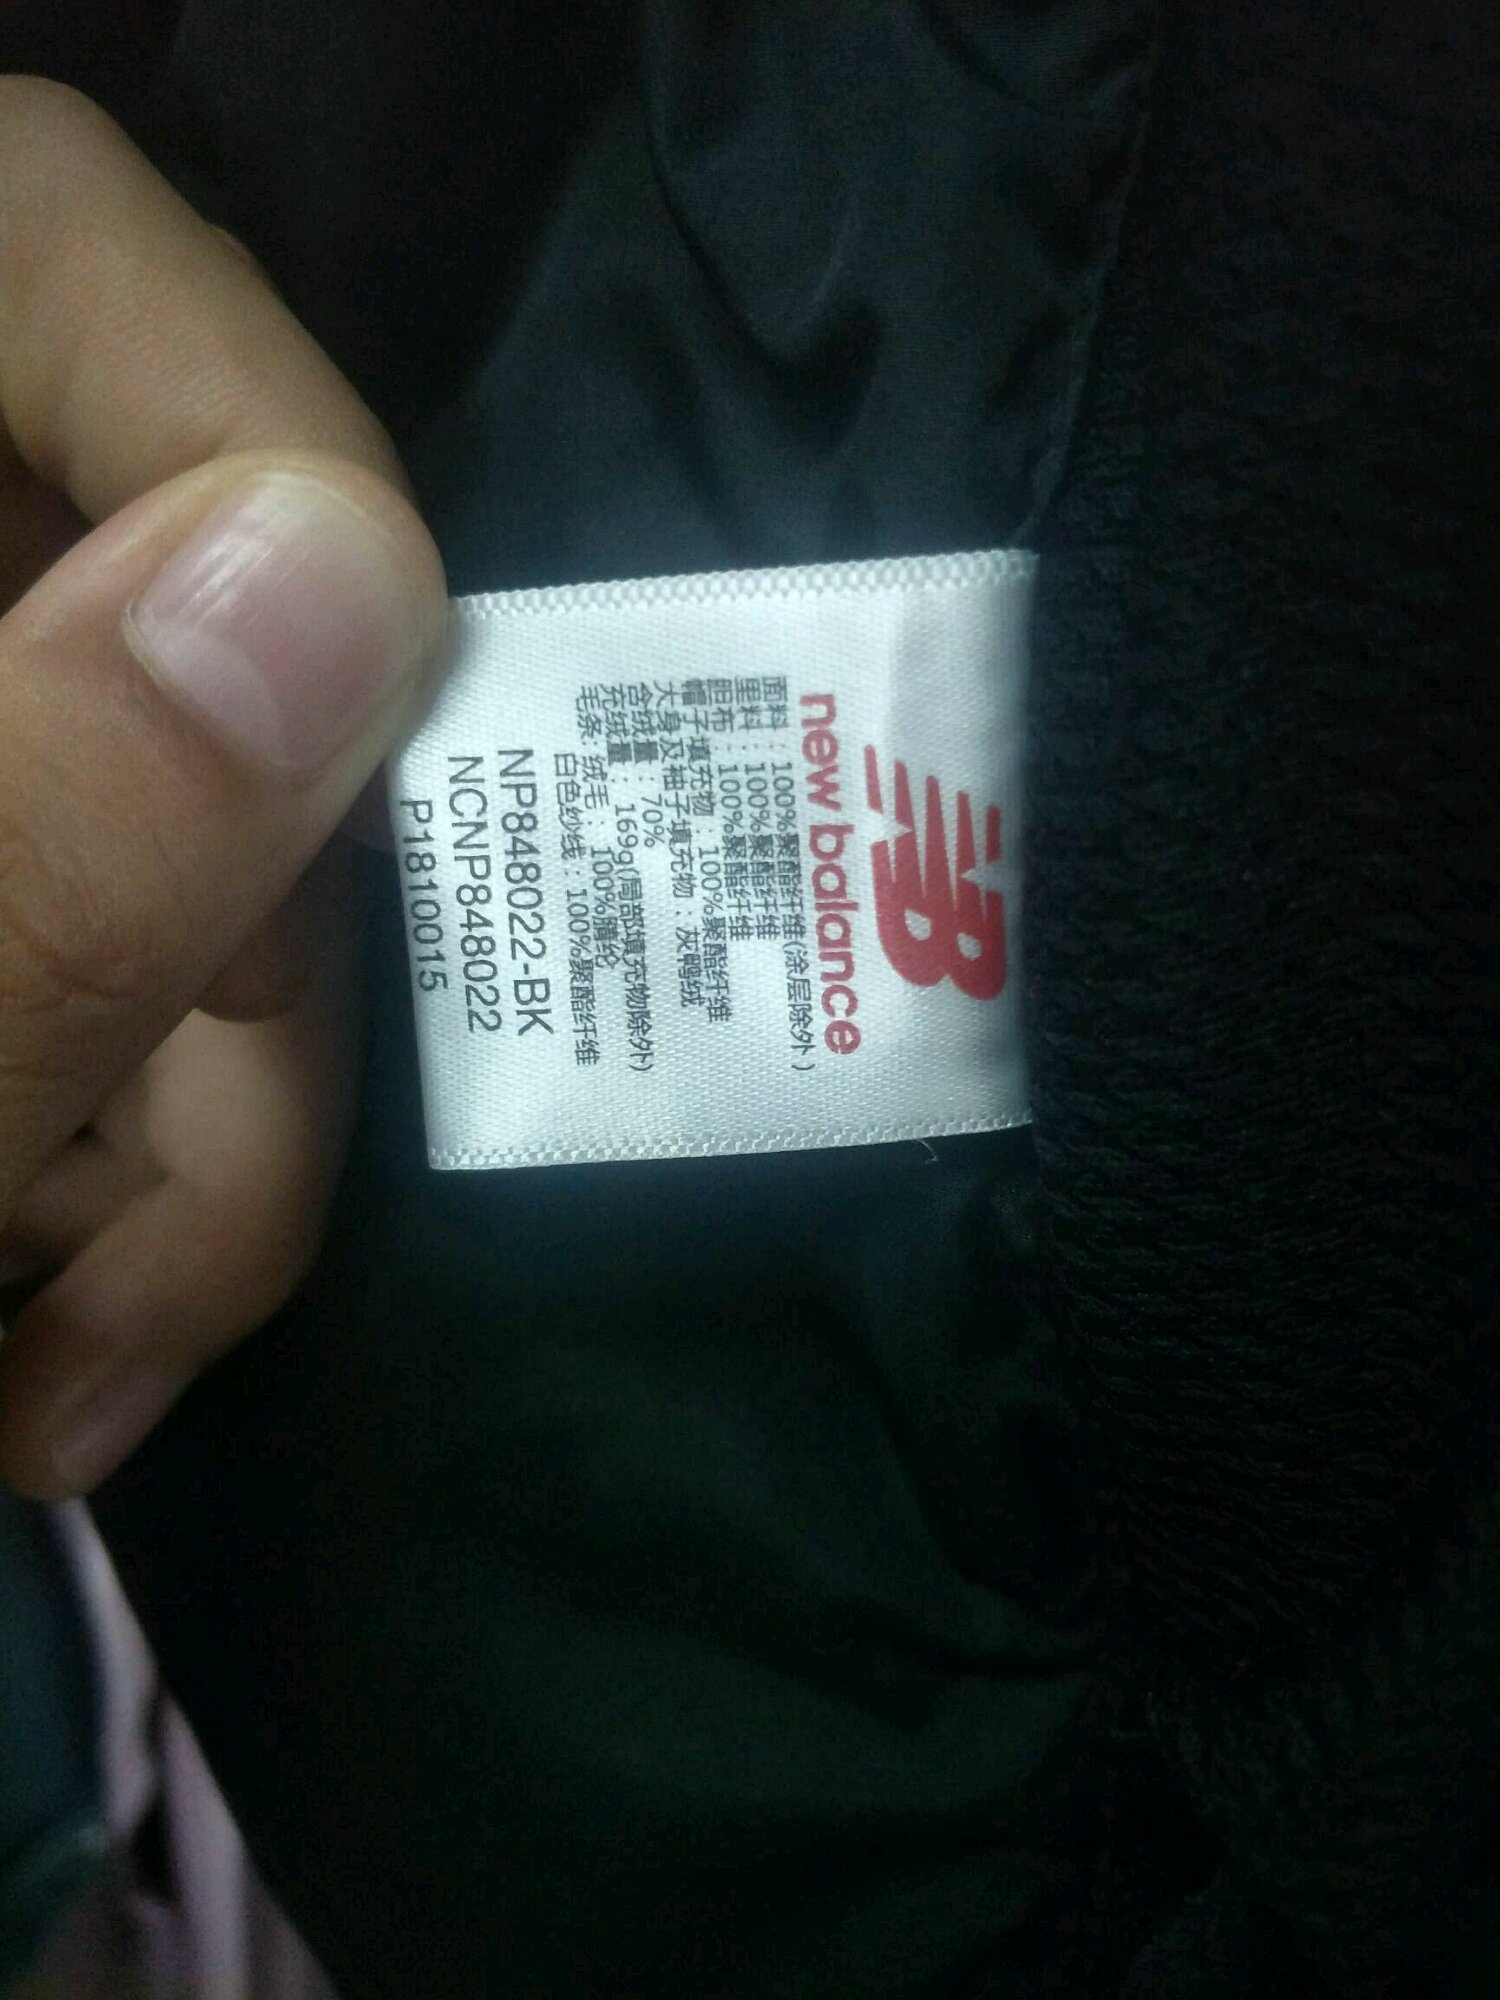 NB
new balance
面料：100%聚酯纤维(涂层除外)
里料：100%聚酯纤维
胆布：100%聚酯纤维
帽子填充物：100%聚酯纤维
大身及袖子填充物：灰鸭绒
含绒量：70%
充绒量：169g(局部填充物除外)
毛条：绒毛：100%腈纶
白色纱线：100%聚酯纤维
NP848022-BK
NCNP848022
P1810015